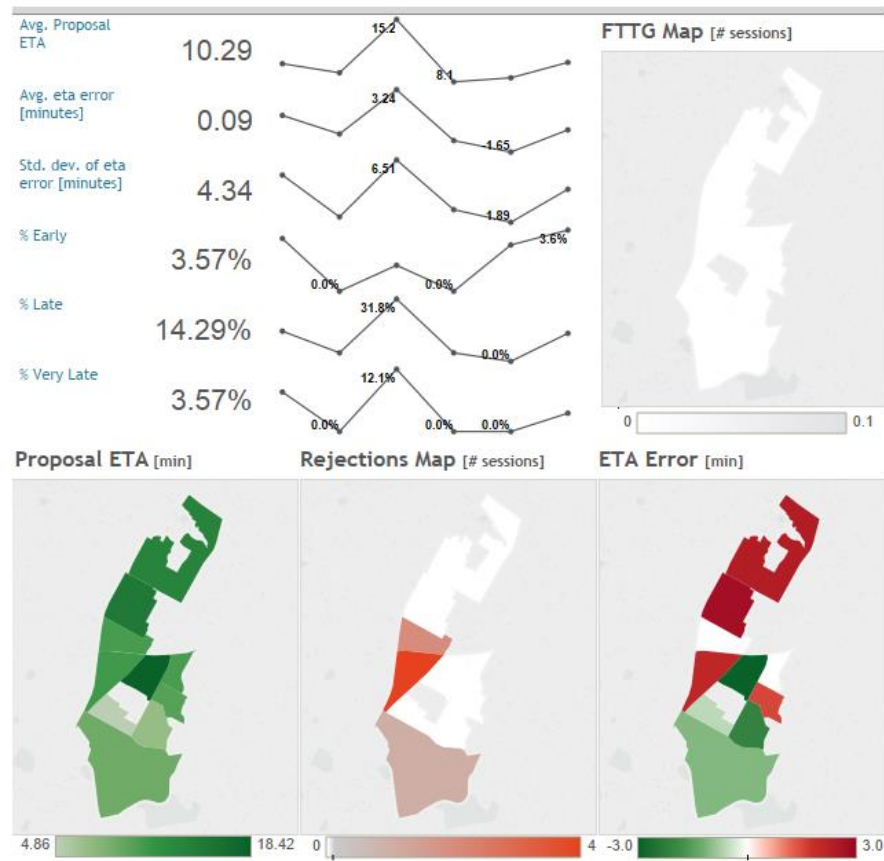 Avg. Proposal
ETA
10.29
15.2
8.1
Avg. eta error
[minutes]
0.09
3.24
-1.65
Std. dev. of eta
error [minutes]
4.34
6.51
1.89
% Early
3.57%
0.0%
0.0%
3.6%
% Late
14.29%
31.8%
0.0%
% Very Late
3.57%
0.0%
12.1%
0.0%
0.0%
FTTG Map [# sessions]
0
0.1
Proposal ETA [min]
4.86
18.42
Rejections Map [# sessions]
0
4
ETA Error [min]
-3.0
3.0